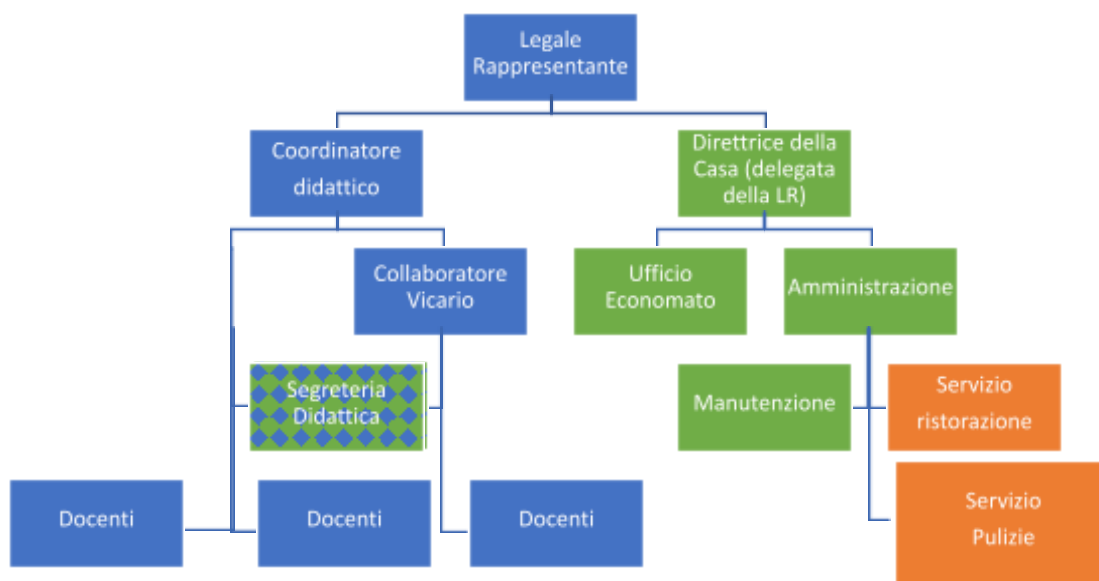 Legale
Rappresentante
Coordinatore
didattico
Direttrice della
Casa (delegata
della LR)
Collaboratore
Vicario
Ufficio
Economato
Amministrazione
Segreteria
Didattica
Manutenzione
Servizio
ristorazione
Docenti
Docenti
Docenti
Servizio
Pulizie